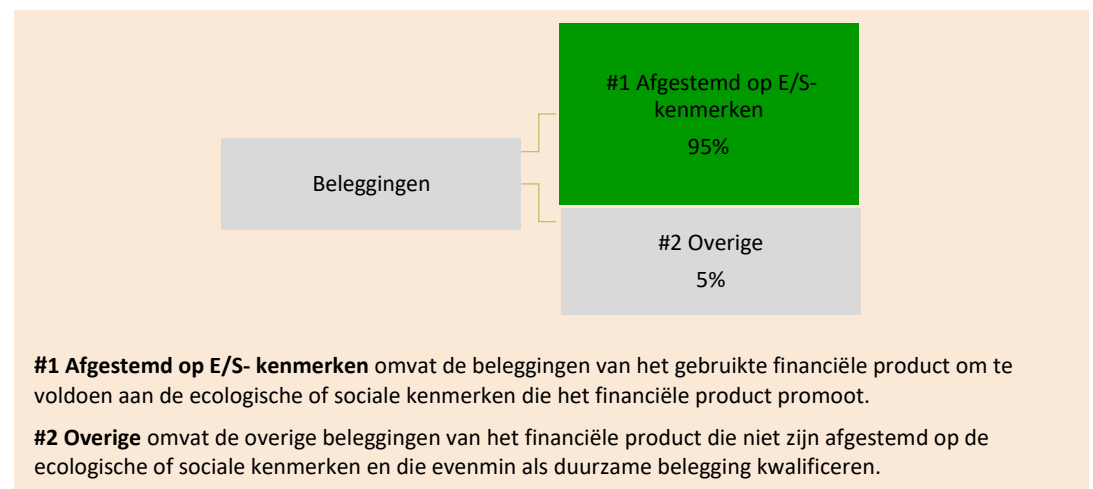 #1 Afgestemd op E/S-
kenmerken
95%
Beleggingen
#2 Overige
5%
#1 Afgestemd op E/S- kenmerken omvat de beleggingen van het gebruikte financiële product om te
voldoen aan de ecologische of sociale kenmerken die het financiële product promoot.
#2 Overige omvat de overige beleggingen van het financiële product die niet zijn afgestemd op de
ecologische of sociale kenmerken en die evenmin als duurzame belegging kwalificeren.